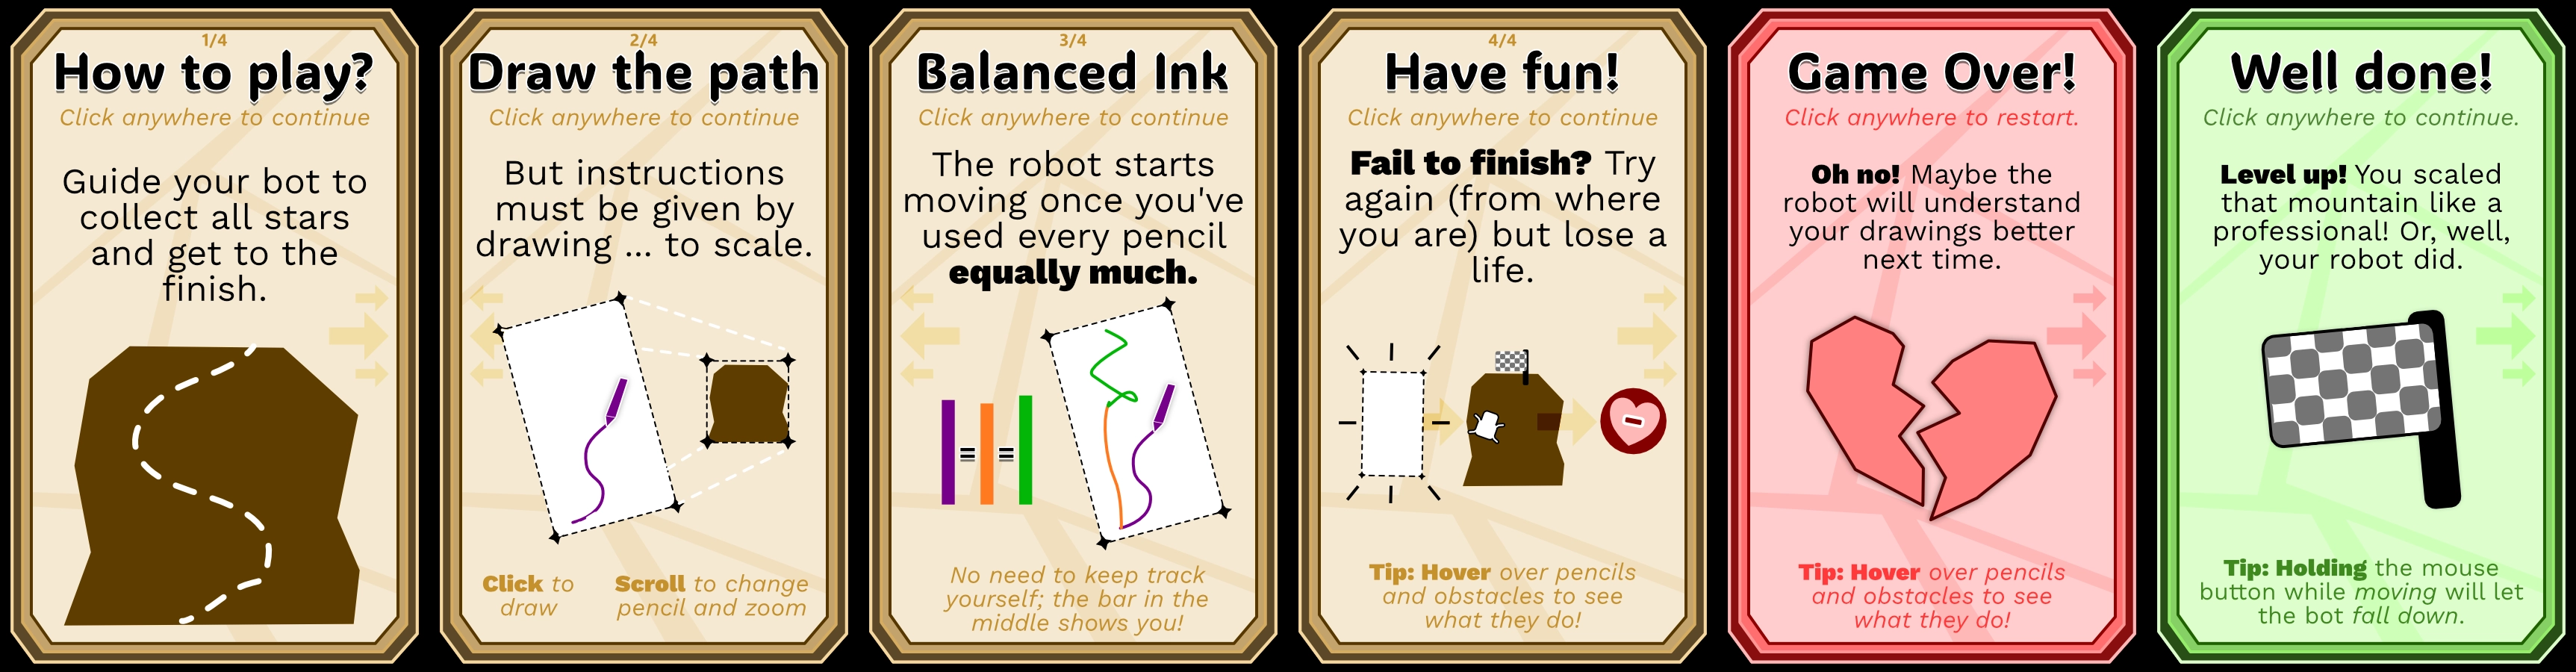 1/4
How to play?
Click anywhere to continue
Guide your bot to
collect all stars
and get to the
finish.
2/4
Draw the path
Click anywhere to continue
But instructions
must be given by
drawing ... to scale.
Click to
draw
Scroll to change
pencil and zoom
3/4
Balanced Ink
Click anywhere to continue
The robot starts
moving once you've
used every pencil
equally much.
= =
No need to keep track
yourself; the bar in the
middle shows you!
4/4
Have fun!
Click anywhere to continue
Fail to finish? Try
again (from where
you are) but lose a
life.
Tip: Hover over pencils
and obstacles to see
what they do!
Game Over!
Click anywhere to restart.
Oh no! Maybe the
robot will understand
your drawings better
next time.
Tip: Hover over pencils
and obstacles to see
what they do!
Well done!
Click anywhere to continue.
Level up! You scaled
that mountain like a
professional! Or, well,
your robot did.
Tip: Holding the mouse
button while moving will let
the bot fall down.